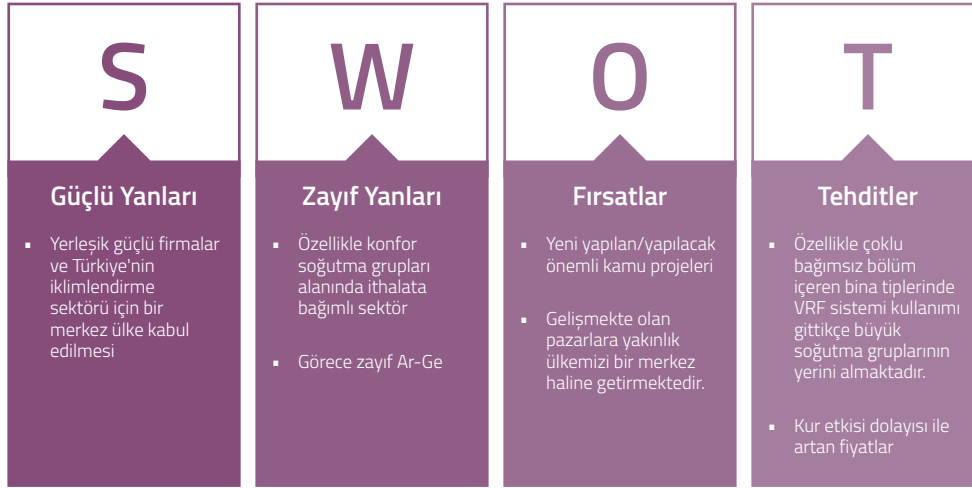 S
Güçlü Yanları
▪ Yerleşik güçlü firmalar
ve Türkiye'nin
iklimlendirme
sektörü için bir
merkez ülke kabul
edilmesi
W
Zayıf Yanları
▪ Özellikle konfor
soğutma grupları
alanında ithalata
bağımlı sektör
▪ Görece zayıf Ar-Ge
O
Fırsatlar
▪ Yeni yapılan/yapılacak
önemli kamu projeleri
▪ Gelişmekte olan
pazarlara yakınlık
ülkemizi bir merkez
haline getirmektedir.
T
Tehditler
▪ Özellikle çoklu
bağımsız bölüm
içeren bina tiplerinde
VRF sistemi kullanımı
gittikçe büyük
soğutma gruplarının
yerini almaktadır.
▪ Kur etkisi dolayısı ile
artan fiyatlar